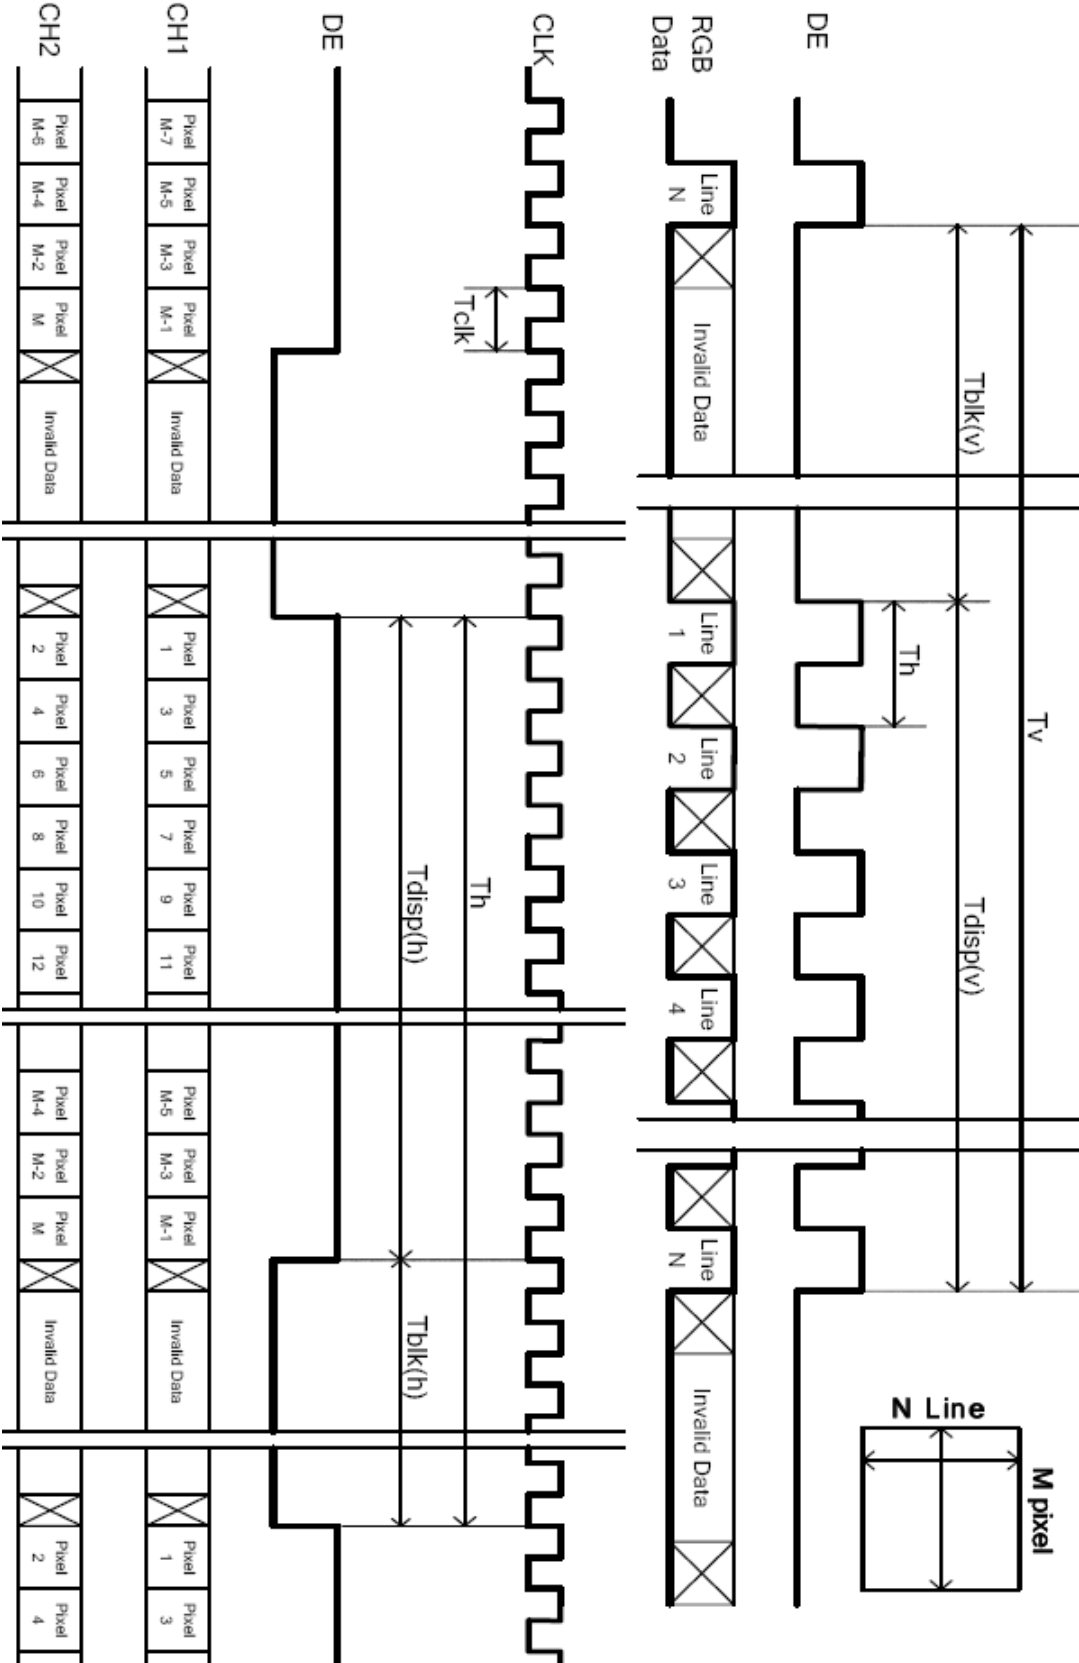 N Line
M pixel
Tv
Tblk(v)
Tdisp(v)
Th
DE
RGB
Data
Line
N
Invalid Data
Line
1
Line
2
Line
3
Line
4
Line
N
Invalid Data
CLK
Tclk
Th
Tdisp(h)
Tblk(h)
DE
CH1
Pixel
M-7
Pixel
M-5
Pixel
M-3
Pixel
M-1
Invalid Data
Pixel
1
Pixel
3
Pixel
5
Pixel
7
Pixel
9
Pixel
11
Pixel
M-5
Pixel
M-3
Pixel
M-1
Invalid Data
Pixel
1
Pixel
3
CH2
Pixel
M-6
Pixel
M-4
Pixel
M-2
Pixel
M
Invalid Data
Pixel
2
Pixel
4
Pixel
6
Pixel
8
Pixel
10
Pixel
12
Pixel
M-4
Pixel
M-2
Pixel
M
Invalid Data
Pixel
2
Pixel
4